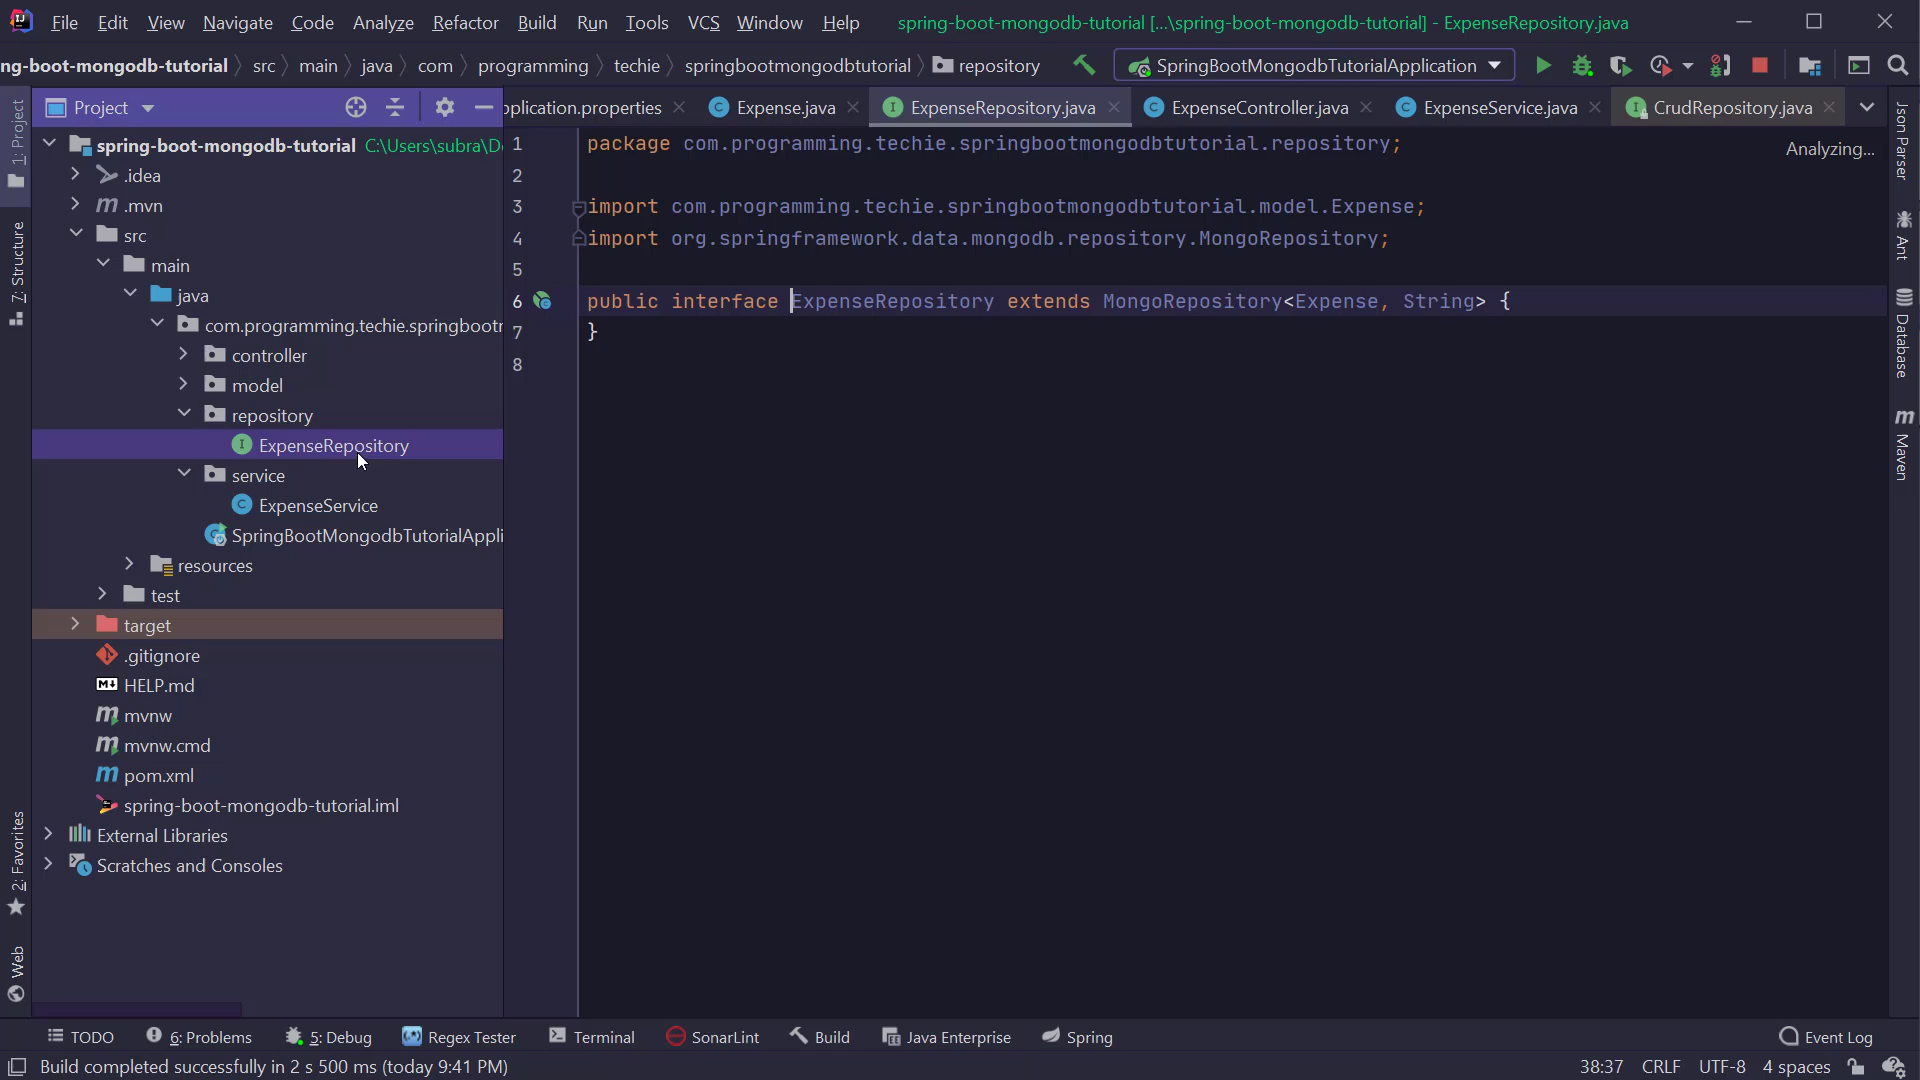 File Edit View Navigate Code Analyze Refactor Build Run Tools VCS Window Help spring-boot-mongodb-tutorial [...\spring-boot-mongodb-tutorial] - ExpenseRepository.java
ng-boot-mongodb-tutorial src main java com programming techie springbootmongodbtutorial repository SpringBootMongodbTutorialApplication
Project
pplication.properties Expense.java ExpenseRepository.java ExpenseController.java ExpenseService.java CrudRepository.java
1: Project
7: Structure
2: Favorites
Web
spring-boot-mongodb-tutorial C:\Users\subra\D
.idea
.mvn
src
main
java
com.programming.techie.springboot
controller
model
repository
ExpenseRepository
service
ExpenseService
SpringBootMongodbTutorialAppli
resources
test
target
.gitignore
HELP.md
mvnw
mvnw.cmd
pom.xml
spring-boot-mongodb-tutorial.iml
External Libraries
Scratches and Consoles
1 package com.programming.techie.springbootmongodbtutorial.repository;
2
3 import com.programming.techie.springbootmongodbtutorial.model.Expense;
4 import org.springframework.data.mongodb.repository.MongoRepository;
5
6 public interface ExpenseRepository extends MongoRepository<Expense, String> {
7 }
8
Analyzing...
Json Parser
Ant
Database
Maven
TODO 6: Problems 5: Debug Regex Tester Terminal SonarLint Build Java Enterprise Spring Event Log
Build completed successfully in 2 s 500 ms (today 9:41 PM) 38:37 CRLF UTF-8 4 spaces